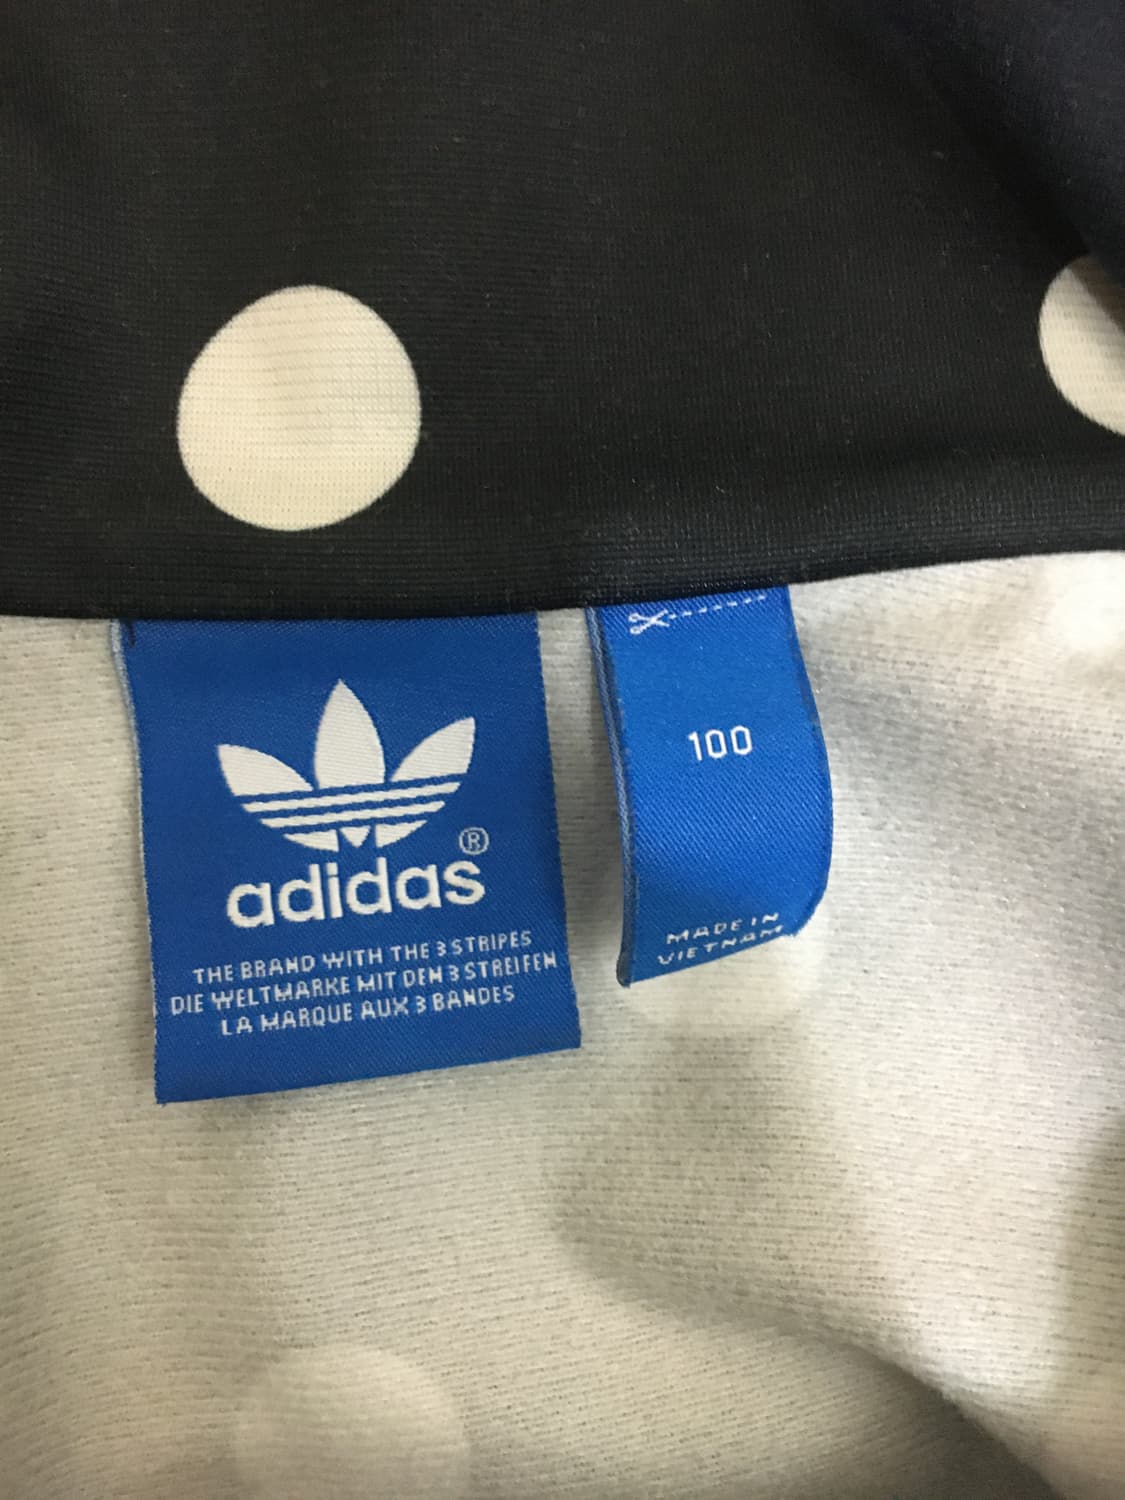 adidas®
THE BRAND WITH THE 3 STRIPES
DIE WELTMARKE MIT DEN 3 STREIFEN
LA MARQUE AUX 3 BANDES
100
MADE IN
VIETNAM